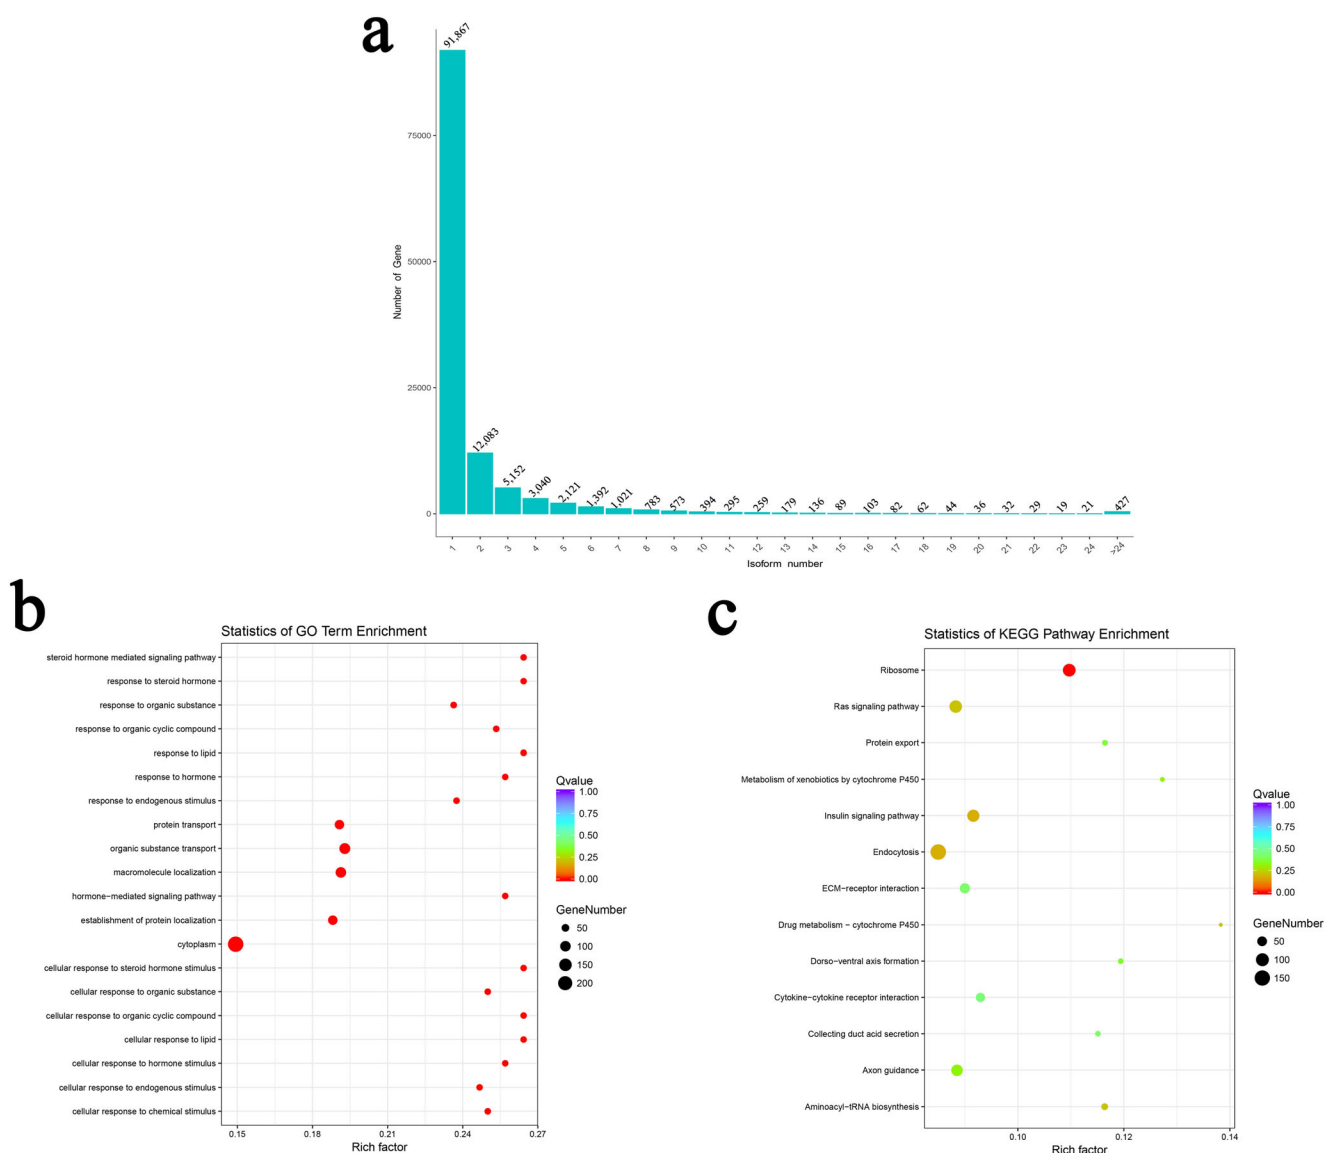 a
91,867
12,083
5,152
3,040
2,121
1,392
1,021
783
573
394
295
259
179
136
89
103
82
62
44
36
32
29
19
21
427
75000
50000
25000
0
Number of Gene
1 2 3 4 5 6 7 8 9 10 11 12 13 14 15 16 17 18 19 20 21 22 23 24 >24
Isoform number
b
Statistics of GO Term Enrichment
steroid hormone mediated signaling pathway
response to steroid hormone
response to organic substance
response to organic cyclic compound
response to lipid
response to hormone
response to endogenous stimulus
protein transport
organic substance transport
macromolecule localization
hormone−mediated signaling pathway
establishment of protein localization
cytoplasm
cellular response to steroid hormone stimulus
cellular response to organic substance
cellular response to organic cyclic compound
cellular response to lipid
cellular response to hormone stimulus
cellular response to endogenous stimulus
cellular response to chemical stimulus
0.15 0.18 0.21 0.24 0.27
Rich factor
Qvalue
1.00
0.75
0.50
0.25
0.00
GeneNumber
50
100
150
200
c
Statistics of KEGG Pathway Enrichment
Ribosome
Ras signaling pathway
Protein export
Metabolism of xenobiotics by cytochrome P450
Insulin signaling pathway
Endocytosis
ECM−receptor interaction
Drug metabolism − cytochrome P450
Dorso−ventral axis formation
Cytokine−cytokine receptor interaction
Collecting duct acid secretion
Axon guidance
Aminoacyl−tRNA biosynthesis
0.10 0.12 0.14
Rich factor
Qvalue
1.00
0.75
0.50
0.25
0.00
GeneNumber
50
100
150